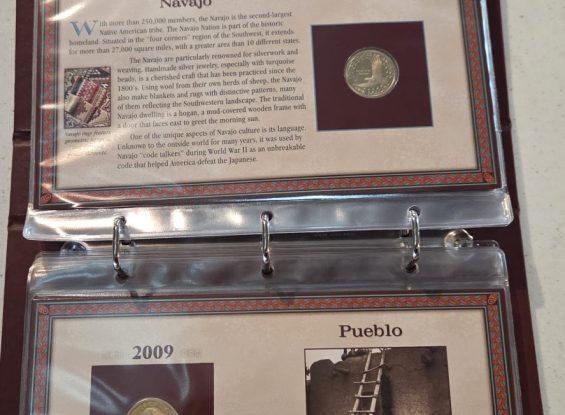 Navajo
With more than 250,000 members, the Navajo is the second-largest
Native American tribe. The Navajo Nation is part of the historic
homeland. Situated in the "four corners" region of the Southwest, it extends
for more than 27,000 square miles, with a greater area than 10 different states.
The Navajo are particularly renowned for silverwork and
weaving. Handmade silver jewelry, especially with turquoise
beads, is a cherished craft that has been practiced since the
1800's. Using wool from their own herds of sheep, the Navajo
also make blankets and rugs with distinctive patterns, many
of them reflecting the Southwestern landscape. The traditional
Navajo dwelling is a hogan, a mud-covered wooden frame with
a door that faces east to greet the morning sun.
One of the unique aspects of Navajo culture is its language.
Unknown to the outside world for many years, it was used by
Navajo "code talkers" during World War II as an unbreakable
code that helped America defeat the Japanese.
Navajo rugs feature
geometric
2009
Pueblo